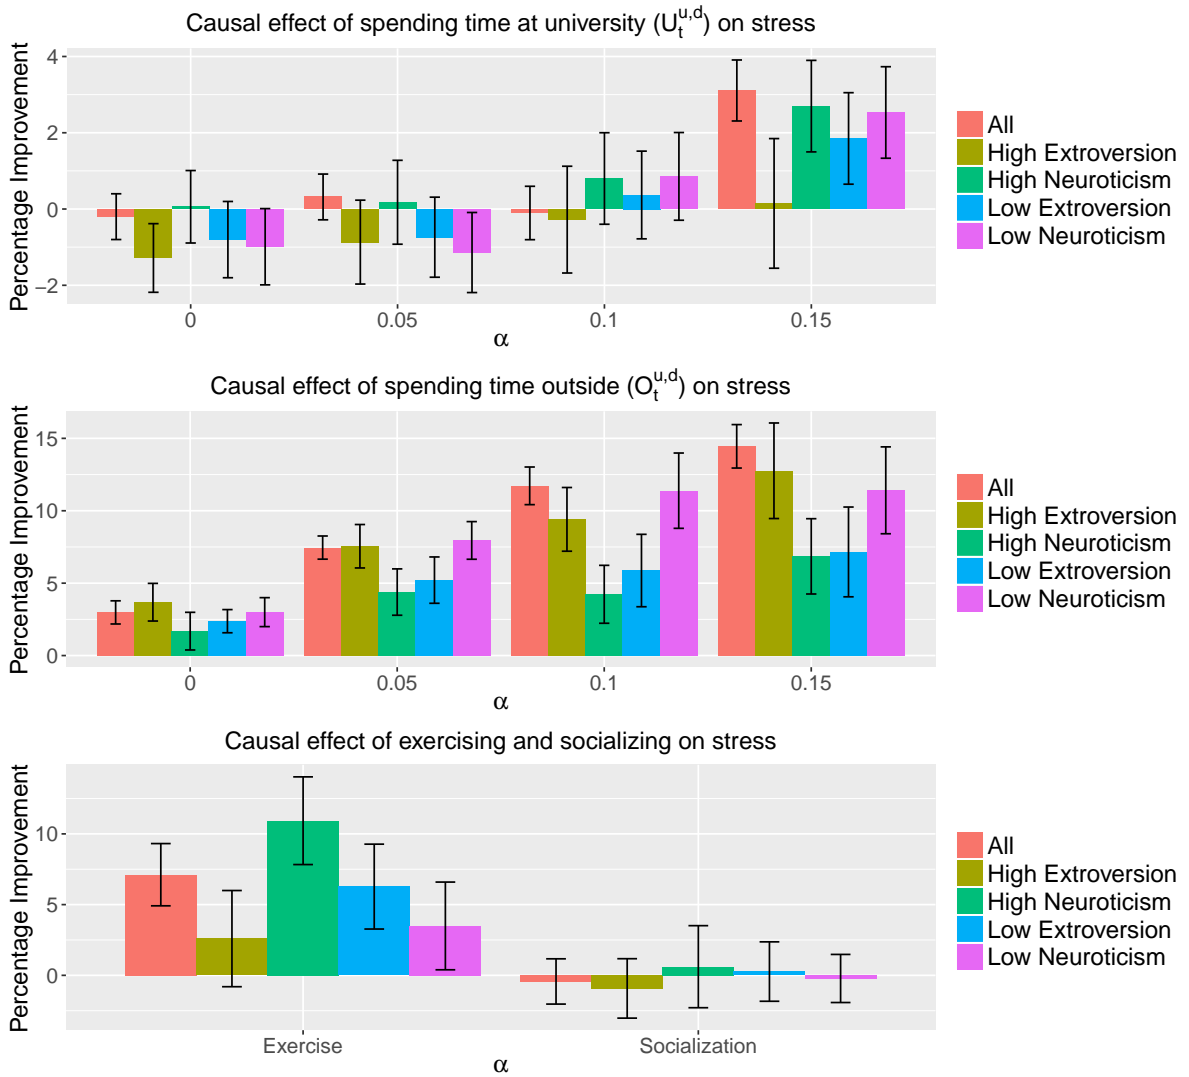 Causal effect of spending time at university (U_t^{u,d}) on stress
Percentage Improvement
4
2
0
−2
0 0.05 0.1 0.15
α
All
High Extroversion
High Neuroticism
Low Extroversion
Low Neuroticism
Causal effect of spending time outside (O_t^{u,d}) on stress
Percentage Improvement
15
10
5
0
0 0.05 0.1 0.15
α
All
High Extroversion
High Neuroticism
Low Extroversion
Low Neuroticism
Causal effect of exercising and socializing on stress
Percentage Improvement
10
5
0
Exercise Socialization
α
All
High Extroversion
High Neuroticism
Low Extroversion
Low Neuroticism